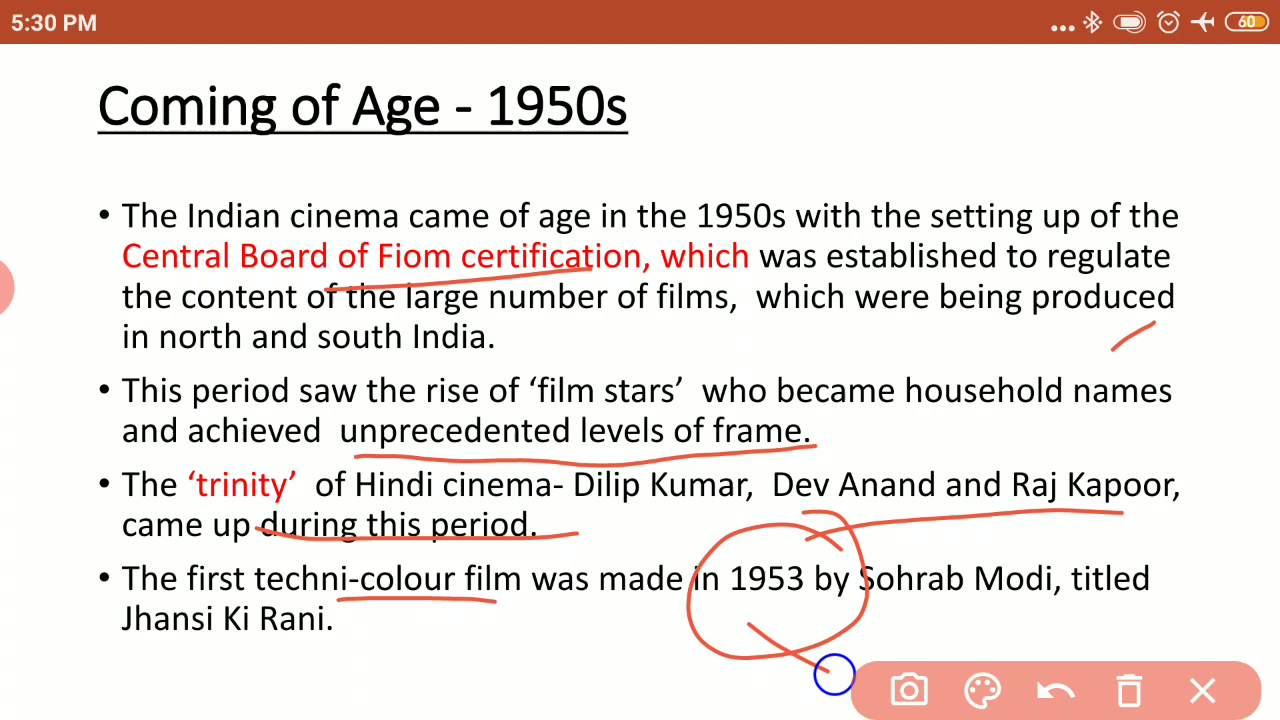 5:30 PM
60
Coming of Age - 1950s
• The Indian cinema came of age in the 1950s with the setting up of the
Central Board of Fiom certification, which was established to regulate
the content of the large number of films,  which were being produced
in north and south India.
• This period saw the rise of ‘film stars’  who became household names
and achieved  unprecedented levels of frame.
• The ‘trinity’  of Hindi cinema- Dilip Kumar,  Dev Anand and Raj Kapoor,
came up during this period.
• The first techni-colour film was made in 1953 by Sohrab Modi, titled
Jhansi Ki Rani.